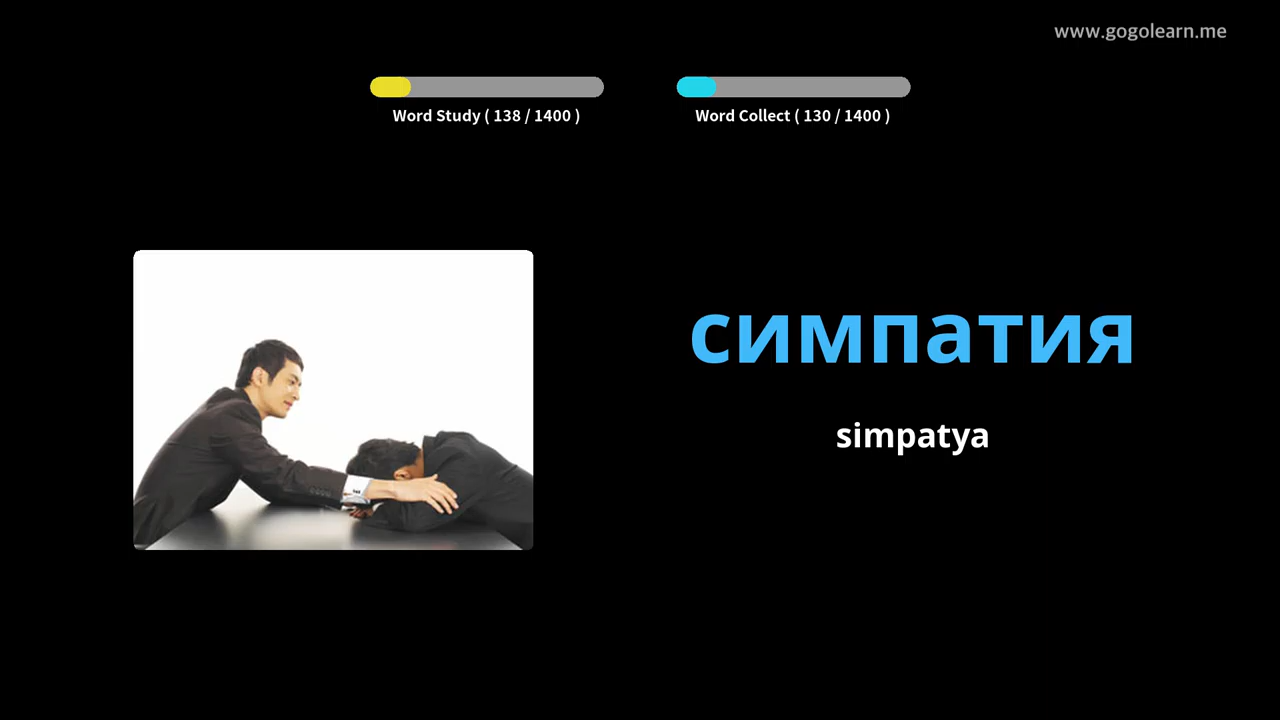 www.gogolearn.me
Word Study ( 138 / 1400 )
Word Collect ( 130 / 1400 )
симпатия
simpatya